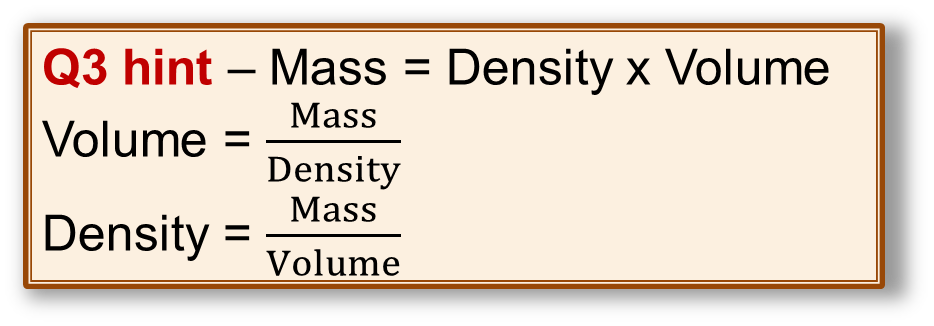 Q3 hint – Mass = Density x Volume
Volume = Mass/Density
Density = Mass/Volume